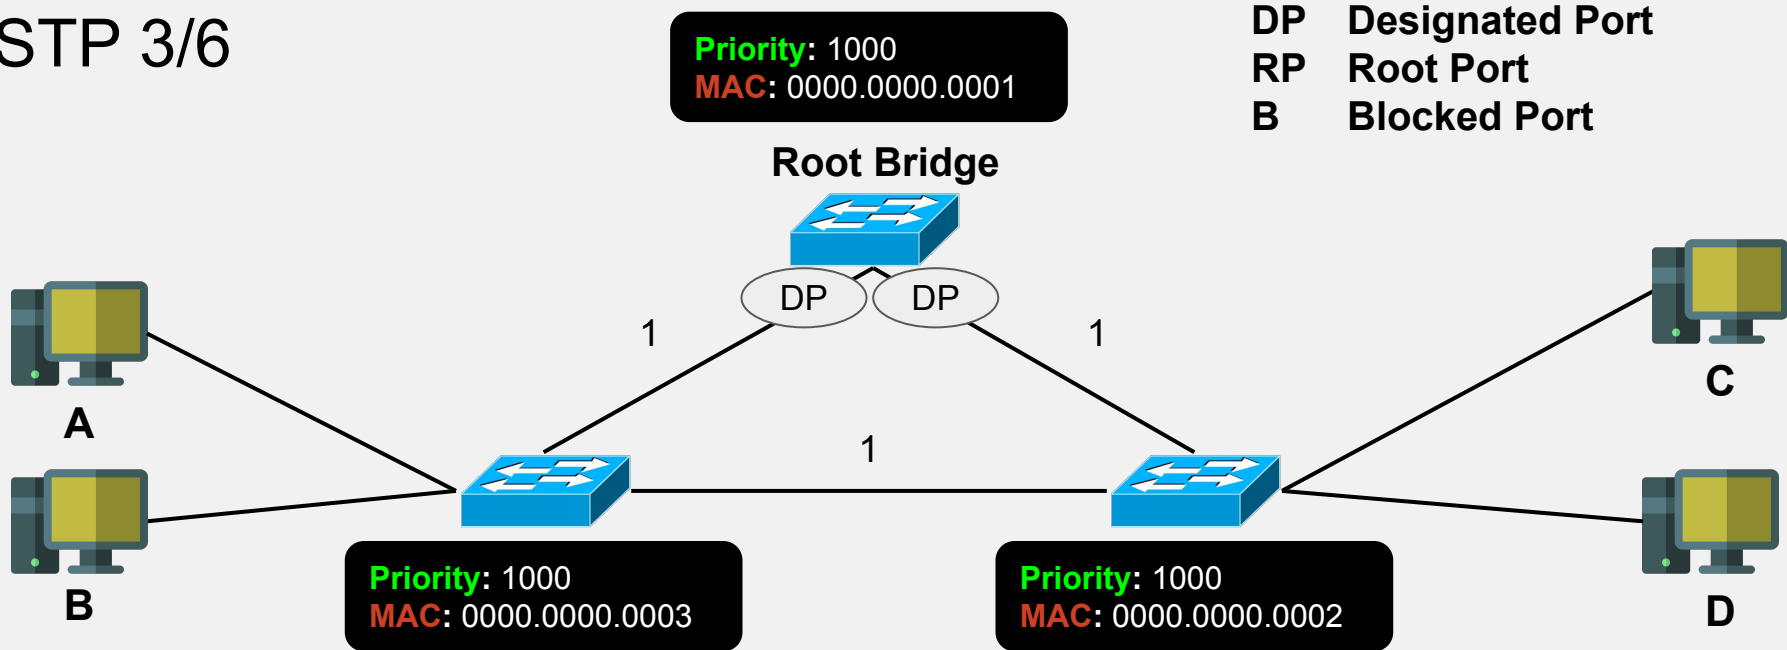 STP 3/6
Priority: 1000
MAC: 0000.0000.0001
DP Designated Port
RP Root Port
B Blocked Port
Root Bridge
DP DP
1 1
A
C
1
B
D
Priority: 1000
MAC: 0000.0000.0003
Priority: 1000
MAC: 0000.0000.0002